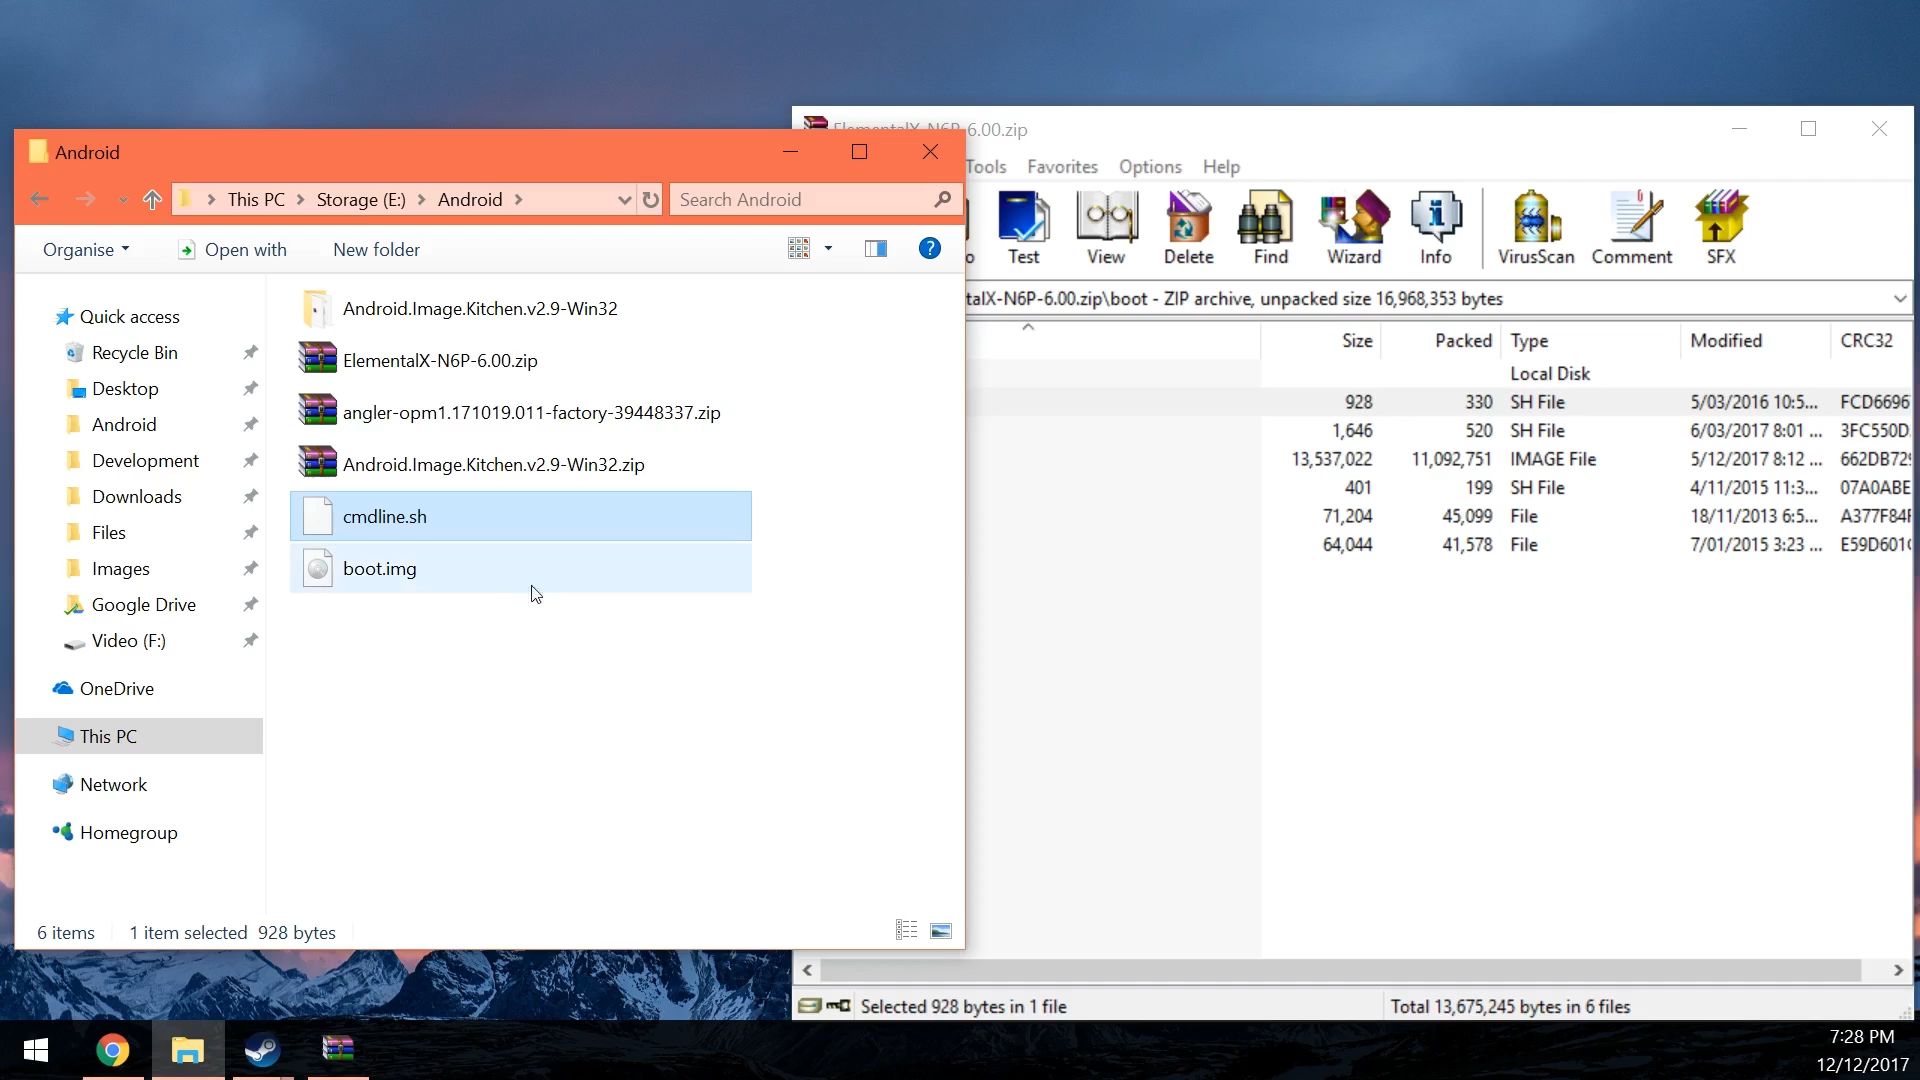 ElementalX-N6P-6.00.zip
Tools Favorites Options Help
Test View Delete Find Wizard Info VirusScan Comment SFX
talX-N6P-6.00.zip\boot - ZIP archive, unpacked size 16,968,353 bytes
Size Packed Type Modified CRC32
Local Disk
928 330 SH File 5/03/2016 10:5... FCD6696
1,646 520 SH File 6/03/2017 8:01 ... 3FC550D
13,537,022 11,092,751 IMAGE File 5/12/2017 8:12 ... 662DB72
401 199 SH File 4/11/2015 11:3... 07A0ABE
71,204 45,099 File 18/11/2013 6:5... A377F84F
64,044 41,578 File 7/01/2015 3:23 ... E59D601
Selected 928 bytes in 1 file Total 13,675,245 bytes in 6 files
Android
This PC Storage (E:) Android Search Android
Organise Open with New folder
Quick access
Recycle Bin
Desktop
Android
Development
Downloads
Files
Images
Google Drive
Video (F:)
OneDrive
This PC
Network
Homegroup
Android.Image.Kitchen.v2.9-Win32
ElementalX-N6P-6.00.zip
angler-opm1.171019.011-factory-39448337.zip
Android.Image.Kitchen.v2.9-Win32.zip
cmdline.sh
boot.img
6 items 1 item selected 928 bytes
7:28 PM
12/12/2017